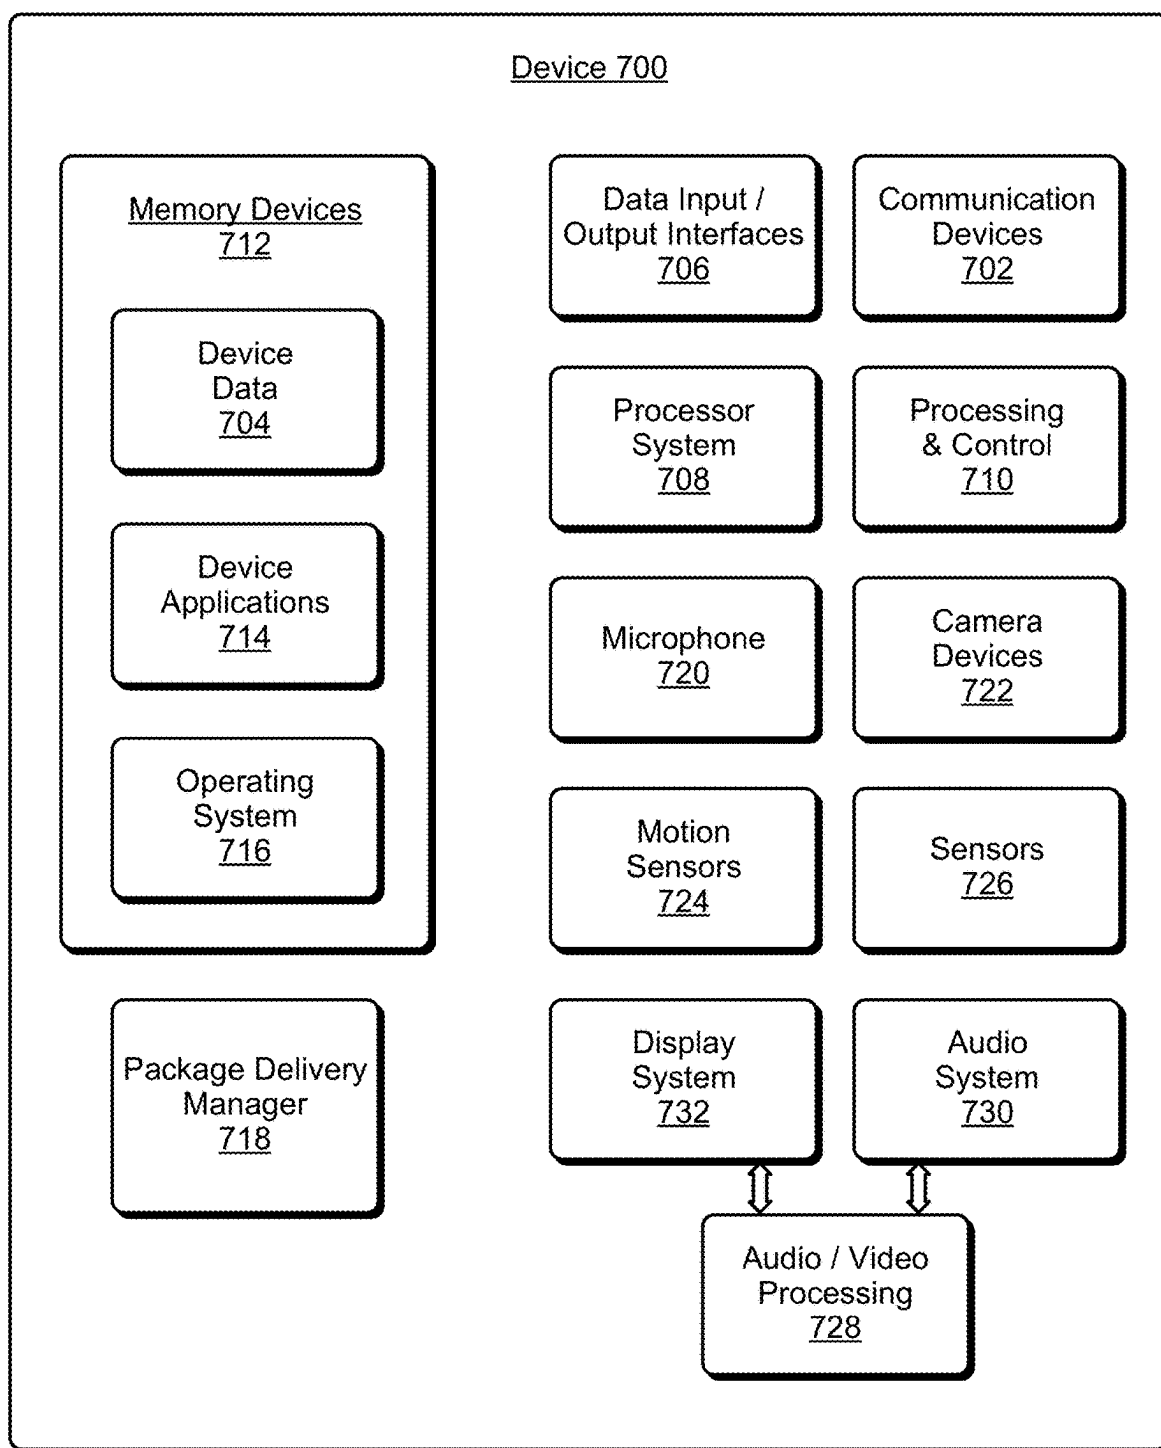 Device 700
Memory Devices
712
Device
Data
704
Device
Applications
714
Operating
System
716
Package Delivery
Manager
718
Data Input /
Output Interfaces
706
Communication
Devices
702
Processor
System
708
Processing
& Control
710
Microphone
720
Camera
Devices
722
Motion
Sensors
724
Sensors
726
Display
System
732
Audio
System
730
Audio / Video
Processing
728